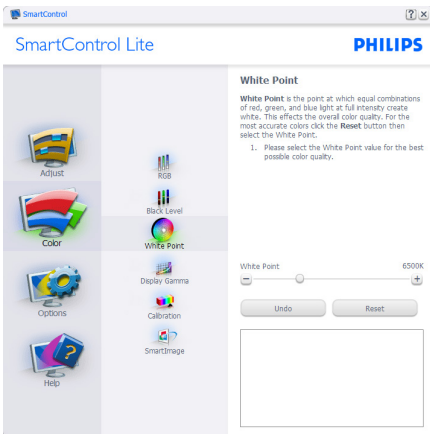 SmartControl
SmartControl Lite
PHILIPS
Adjust
Color
Options
Help
RGB
Black Level
White Point
Display Gamma
Calibration
SmartImage
White Point
White Point is the point at which equal combinations
of red, green, and blue light at full intensity create
white. This effects the overall color quality. For the
most accurate colors click the Reset button then
select the White Point.
1. Please select the White Point value for the best
possible color quality.
White Point 6500K
Undo Reset